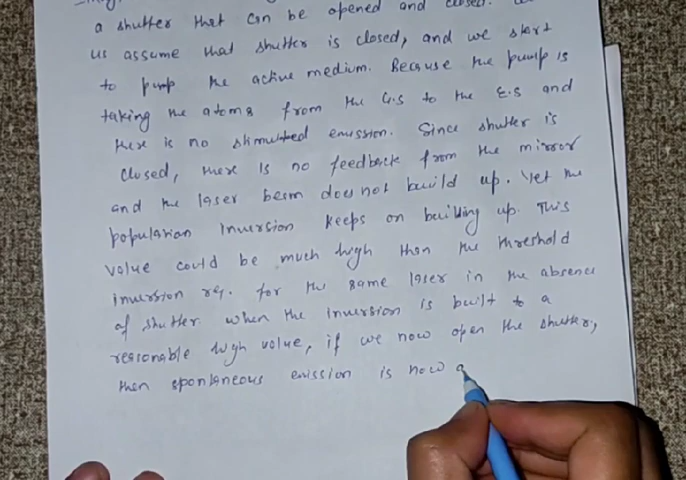 a shutter that can be opened and closed.
us assume that shutter is closed, and we start
to pump the active medium. Because the pump is
taking the atoms from the G.S to the E.S and
there is no stimulated emission. Since shutter is
closed, there is no feedback from the mirror
and the laser beam does not build up. Yet the
population inversion keeps on building up. This
value could be much high then the threshold
inversion req. for the same laser in the absence
of shutter. when the inversion is built to a
reasonable high value, if we now open the shutter,
then spontaneous emission is now a